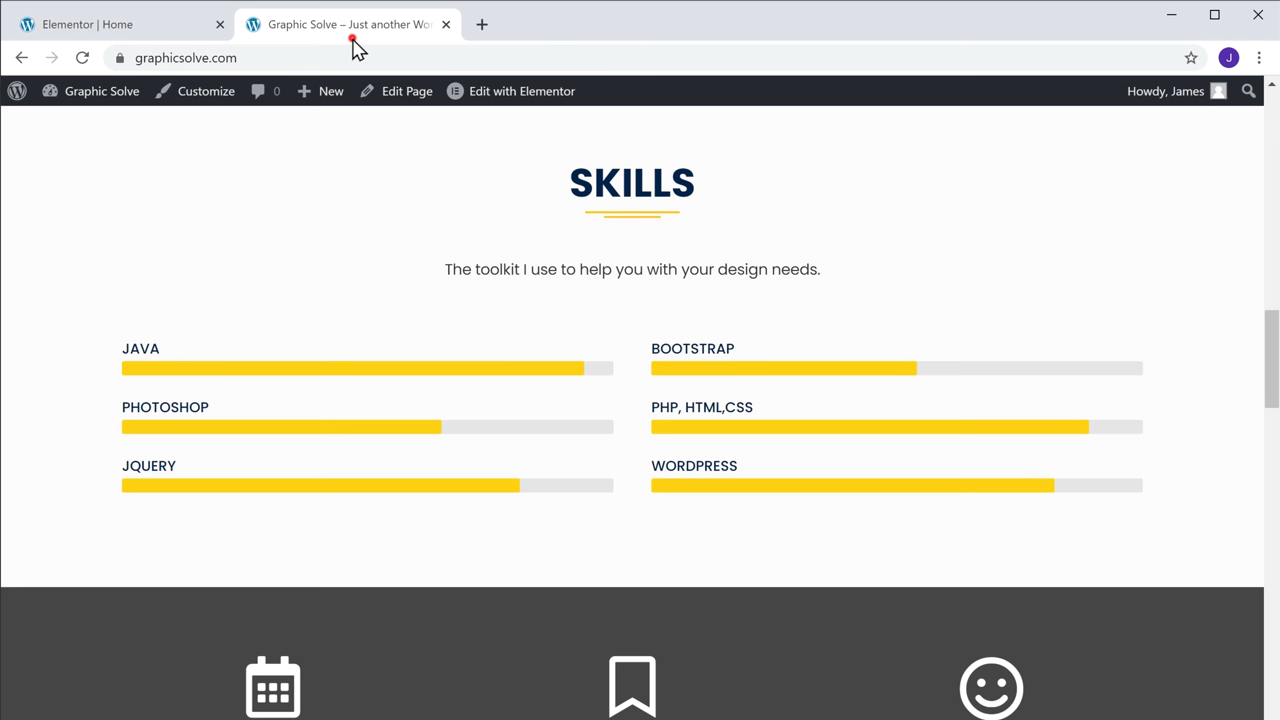 Elementor | Home
Graphic Solve – Just another Wor
graphicsolve.com
J
Graphic Solve
Customize
0
New
Edit Page
Edit with Elementor
Howdy, James
SKILLS
The toolkit I use to help you with your design needs.
JAVA
BOOTSTRAP
PHOTOSHOP
PHP, HTML,CSS
JQUERY
WORDPRESS